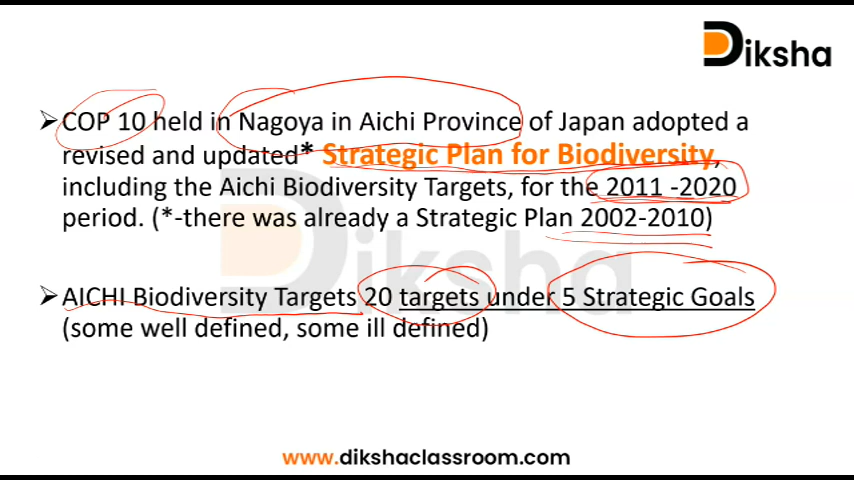 Diksha
➢COP 10 held in Nagoya in Aichi Province of Japan adopted a
revised and updated* Strategic Plan for Biodiversity,
including the Aichi Biodiversity Targets, for the 2011 -2020
period. (*-there was already a Strategic Plan 2002-2010)
Diksha
➢AICHI Biodiversity Targets 20 targets under 5 Strategic Goals
(some well defined, some ill defined)
www.dikshaclassroom.com